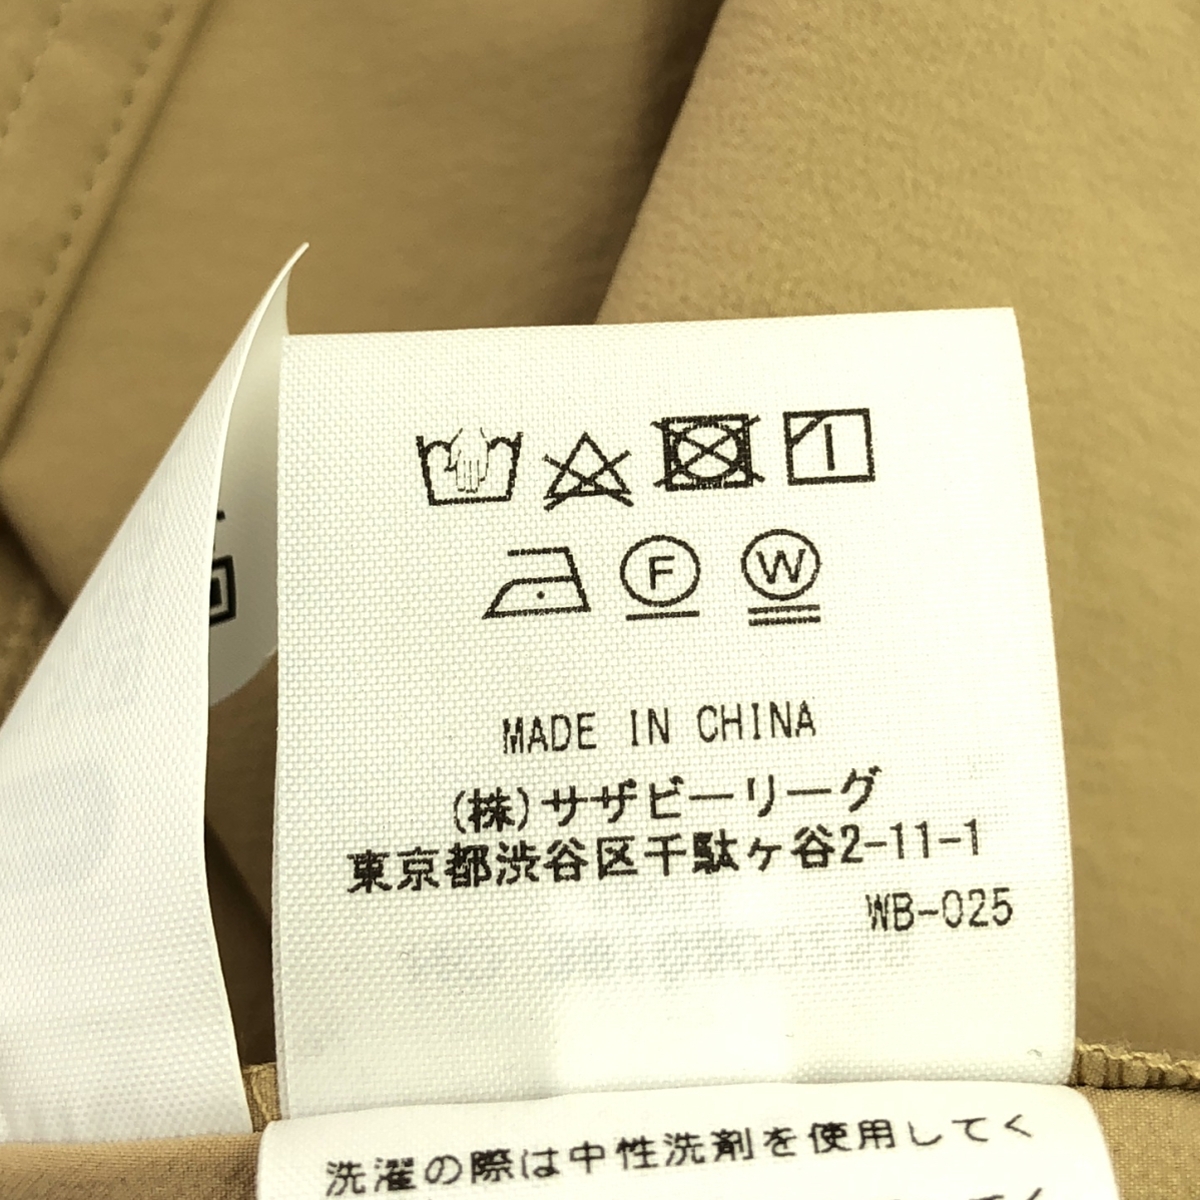 F W
MADE IN CHINA
(株)サザビーリーグ
東京都渋谷区千駄ヶ谷2-11-1
WB-025
洗濯の際は中性洗剤を使用してく